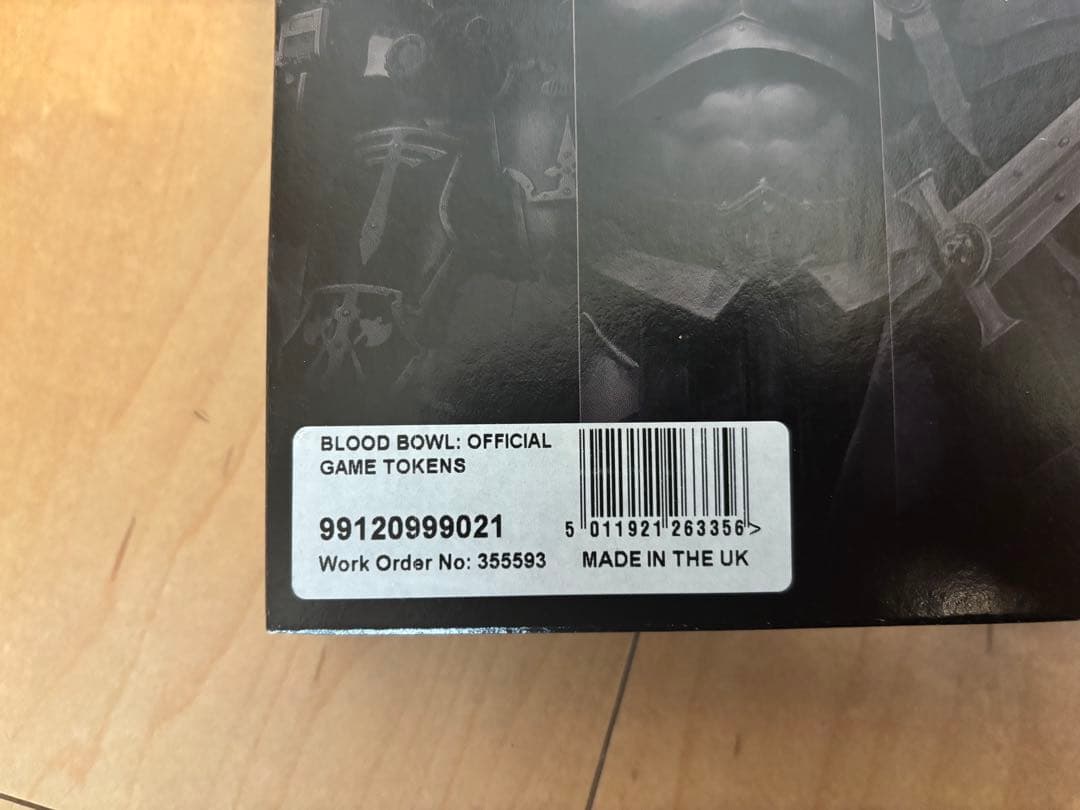 BLOOD BOWL: OFFICIAL
GAME TOKENS
99120999021
Work Order No: 355593
5 011921 263356 >
MADE IN THE UK